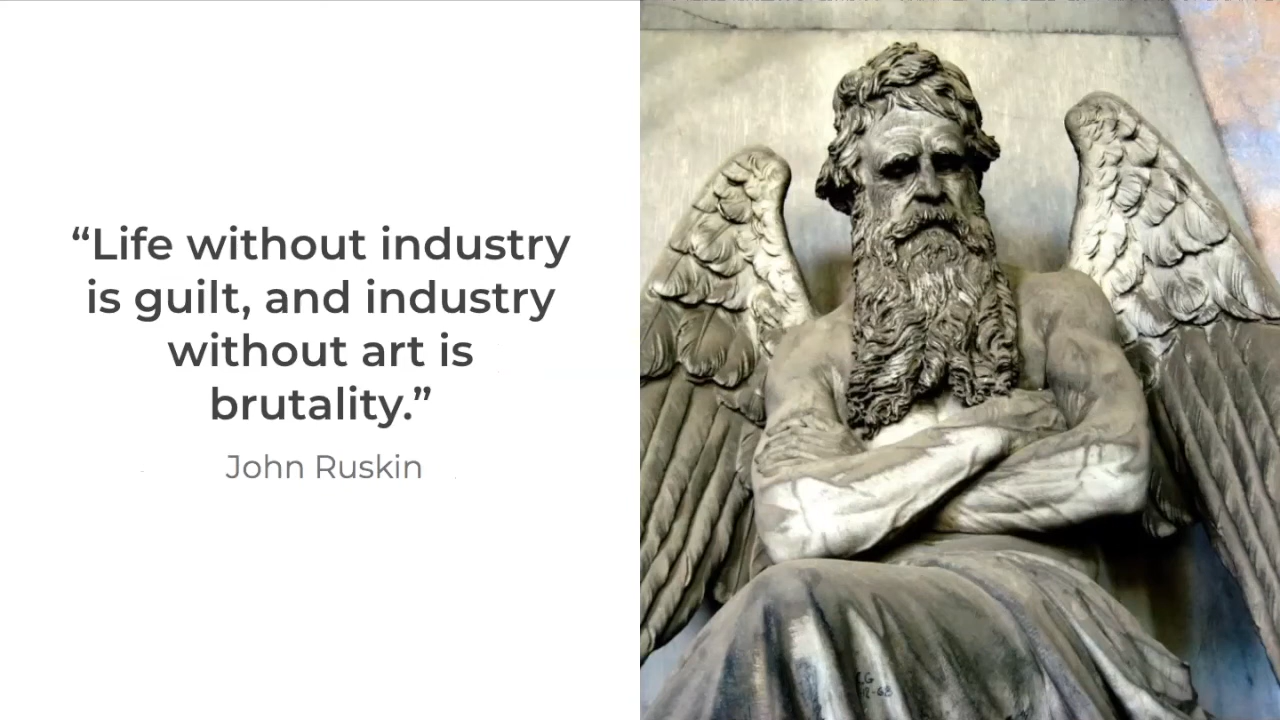 “Life without industry
is guilt, and industry
without art is
brutality.”
John Ruskin